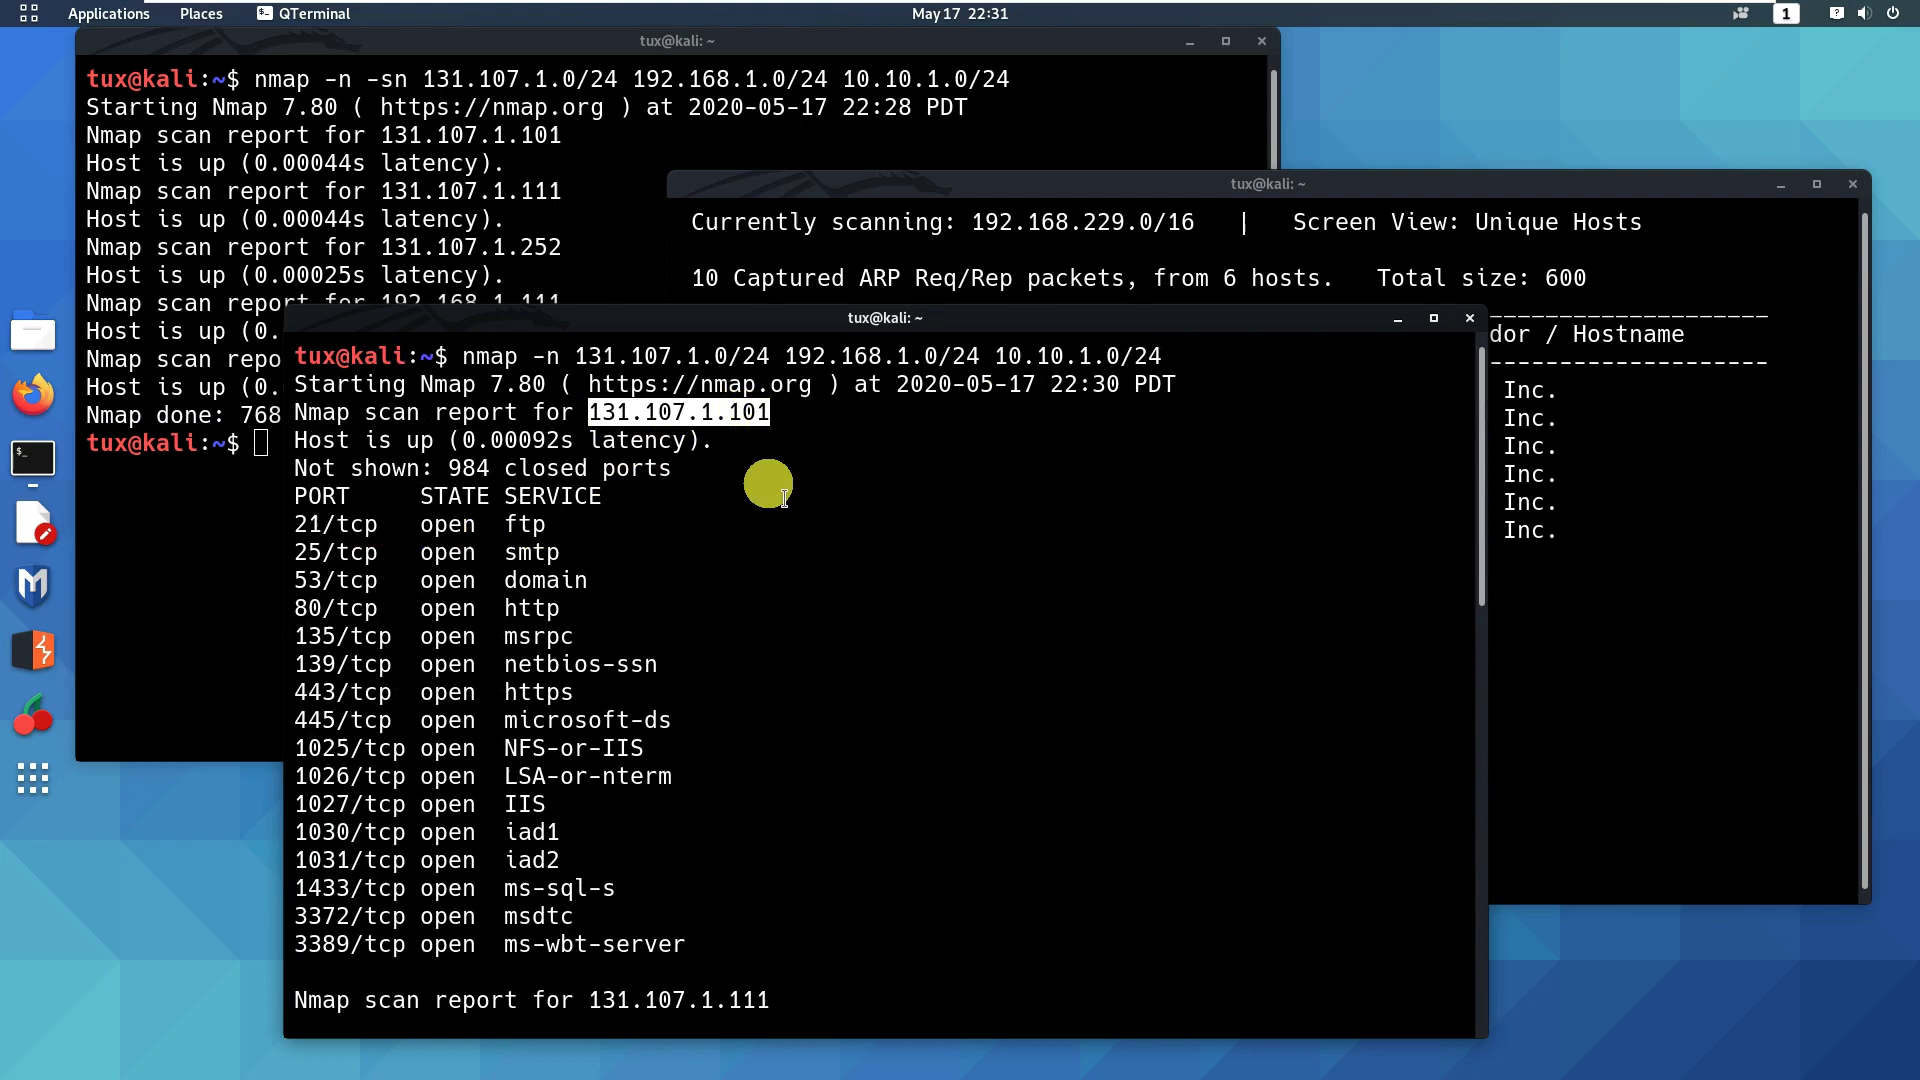 Applications Places QTerminal May 17 22:31 1
tux@kali: ~
tux@kali:~$ nmap -n -sn 131.107.1.0/24 192.168.1.0/24 10.10.1.0/24
Starting Nmap 7.80 ( https://nmap.org ) at 2020-05-17 22:28 PDT
Nmap scan report for 131.107.1.101
Host is up (0.00044s latency).
Nmap scan report for 131.107.1.111
Host is up (0.00044s latency).
Nmap scan report for 131.107.1.252
Host is up (0.00025s latency).
Nmap scan report for 192.168.1.111
Host is up (0.
Nmap scan repo
Host is up (0.
Nmap done: 768
tux@kali:~$
tux@kali: ~
Currently scanning: 192.168.229.0/16 | Screen View: Unique Hosts
10 Captured ARP Req/Rep packets, from 6 hosts. Total size: 600
dor / Hostname
Inc.
Inc.
Inc.
Inc.
Inc.
Inc.
tux@kali: ~
tux@kali:~$ nmap -n 131.107.1.0/24 192.168.1.0/24 10.10.1.0/24
Starting Nmap 7.80 ( https://nmap.org ) at 2020-05-17 22:30 PDT
Nmap scan report for 131.107.1.101
Host is up (0.00092s latency).
Not shown: 984 closed ports
PORT STATE SERVICE
21/tcp open ftp
25/tcp open smtp
53/tcp open domain
80/tcp open http
135/tcp open msrpc
139/tcp open netbios-ssn
443/tcp open https
445/tcp open microsoft-ds
1025/tcp open NFS-or-IIS
1026/tcp open LSA-or-nterm
1027/tcp open IIS
1030/tcp open iad1
1031/tcp open iad2
1433/tcp open ms-sql-s
3372/tcp open msdtc
3389/tcp open ms-wbt-server
Nmap scan report for 131.107.1.111